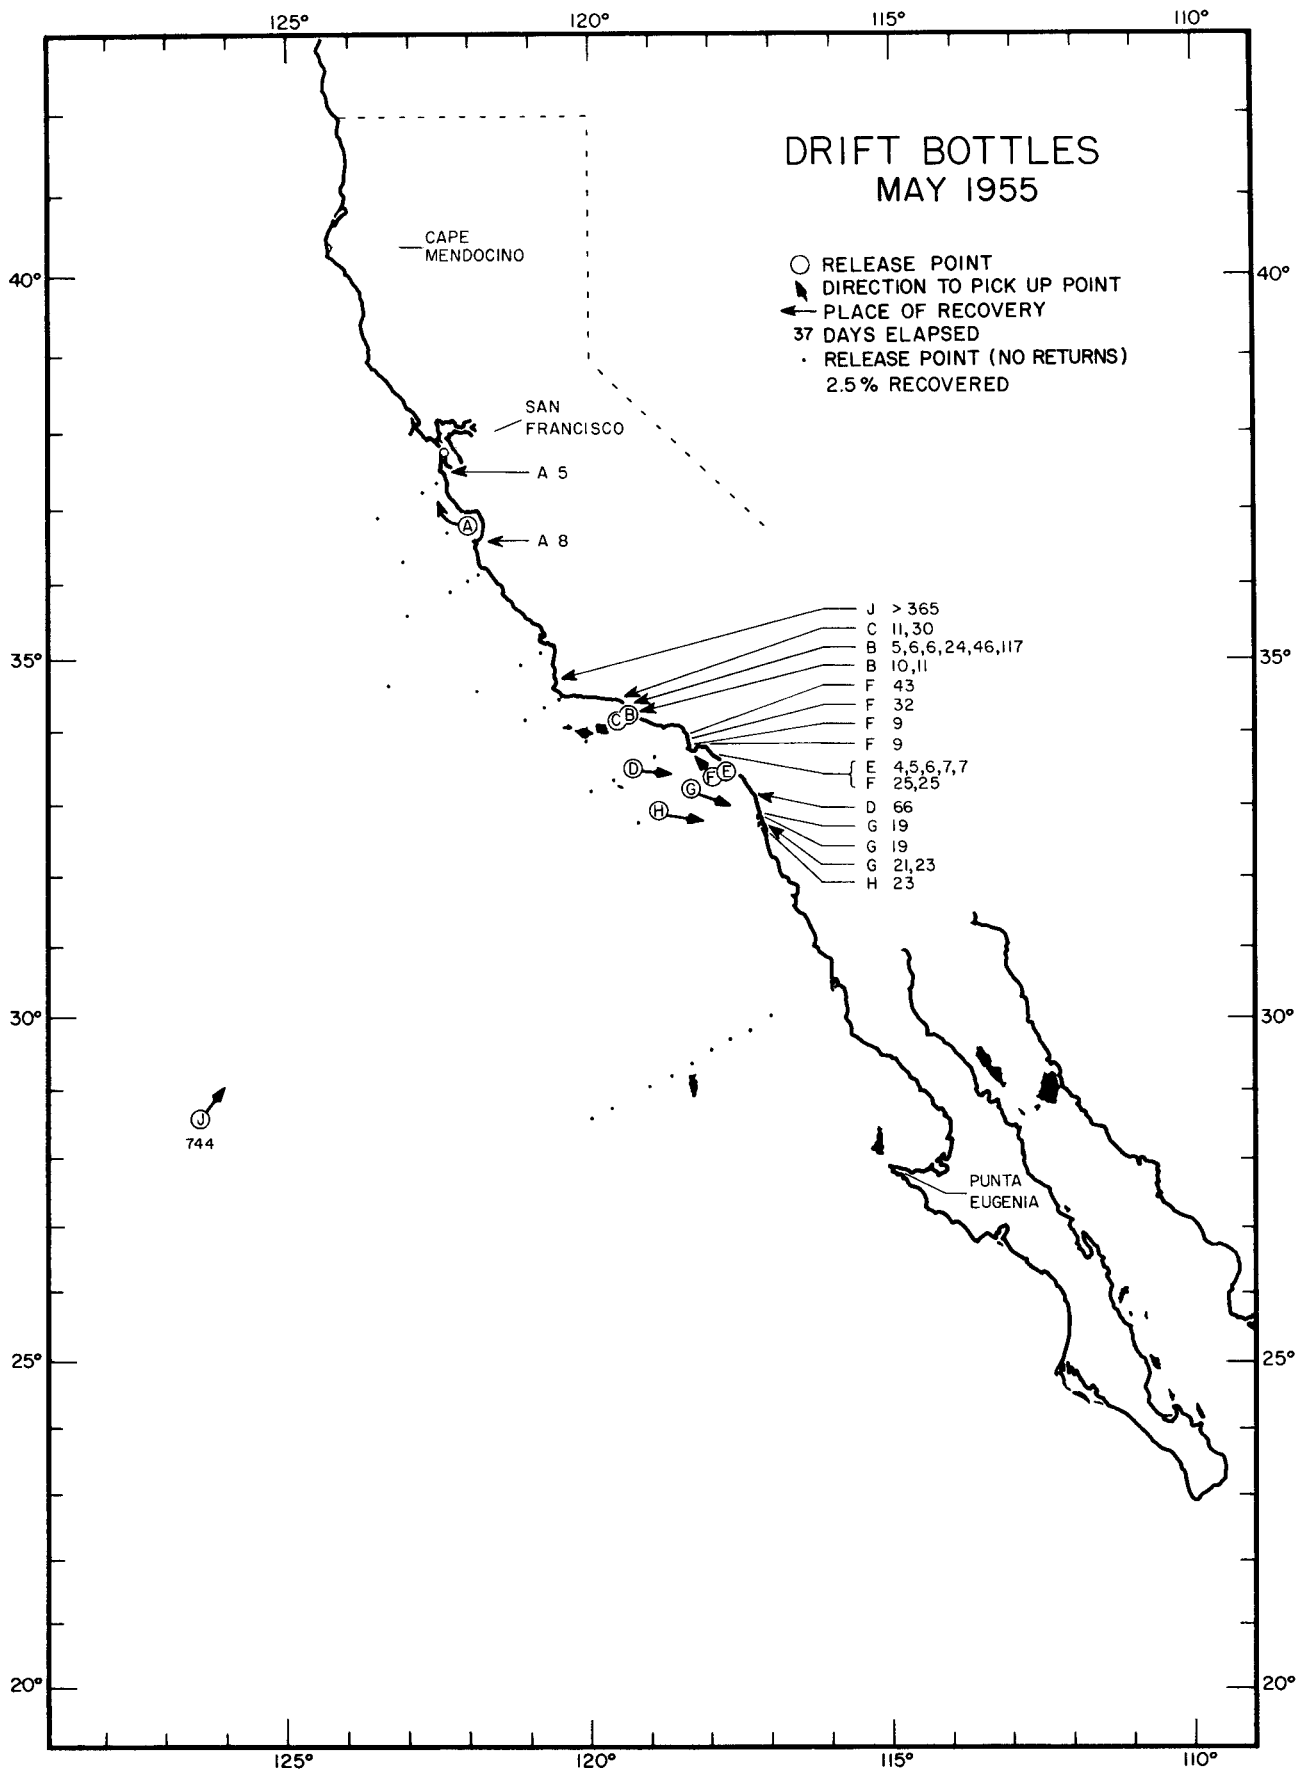 125° 120° 115° 110°
DRIFT BOTTLES
MAY 1955
RELEASE POINT
DIRECTION TO PICK UP POINT
PLACE OF RECOVERY
37 DAYS ELAPSED
RELEASE POINT (NO RETURNS)
2.5% RECOVERED
CAPE
MENDOCINO
40° 40°
SAN
FRANCISCO
A 5
A
A 8
J > 365
C 11,30
B 5,6,6,24,46,117
B 10,11
F 43
F 32
F 9
F 9
E 4,5,6,7,7
F 25,25
D 66
G 19
G 19
G 21,23
H 23
35° 35°
C B
D F E
G
H
30° 30°
J
744
PUNTA
EUGENIA
25° 25°
20° 20°
125° 120° 115° 110°